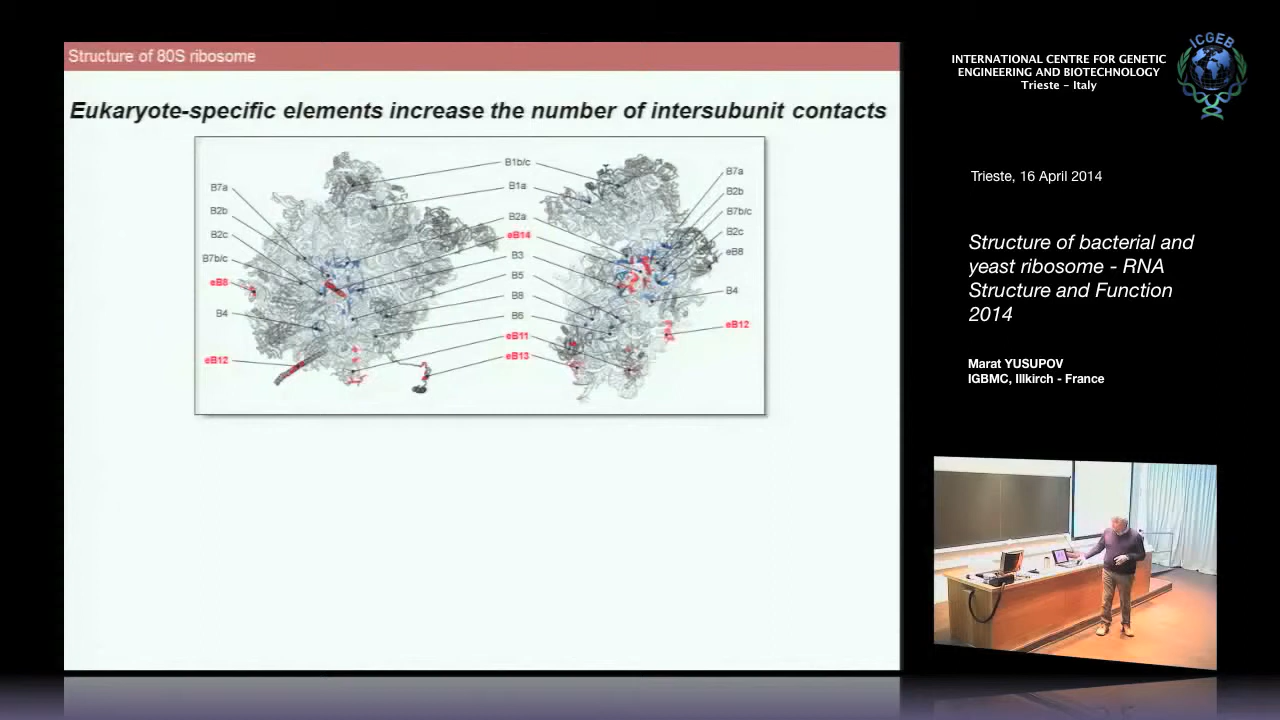 Structure of 80S ribosome
Eukaryote-specific elements increase the number of intersubunit contacts
B7a
B2b
B2c
B7b/c
eB8
B4
eB12
B1b/c
B1a
B2a
eB14
B3
B5
B8
B6
eB11
eB13
B7a
B2b
B7b/c
B2c
eB8
B4
eB12
ICGEB
INTERNATIONAL CENTRE FOR GENETIC
ENGINEERING AND BIOTECHNOLOGY
Trieste - Italy
Trieste, 16 April 2014
Structure of bacterial and
yeast ribosome - RNA
Structure and Function
2014
Marat YUSUPOV
IGBMC, Illkirch - France